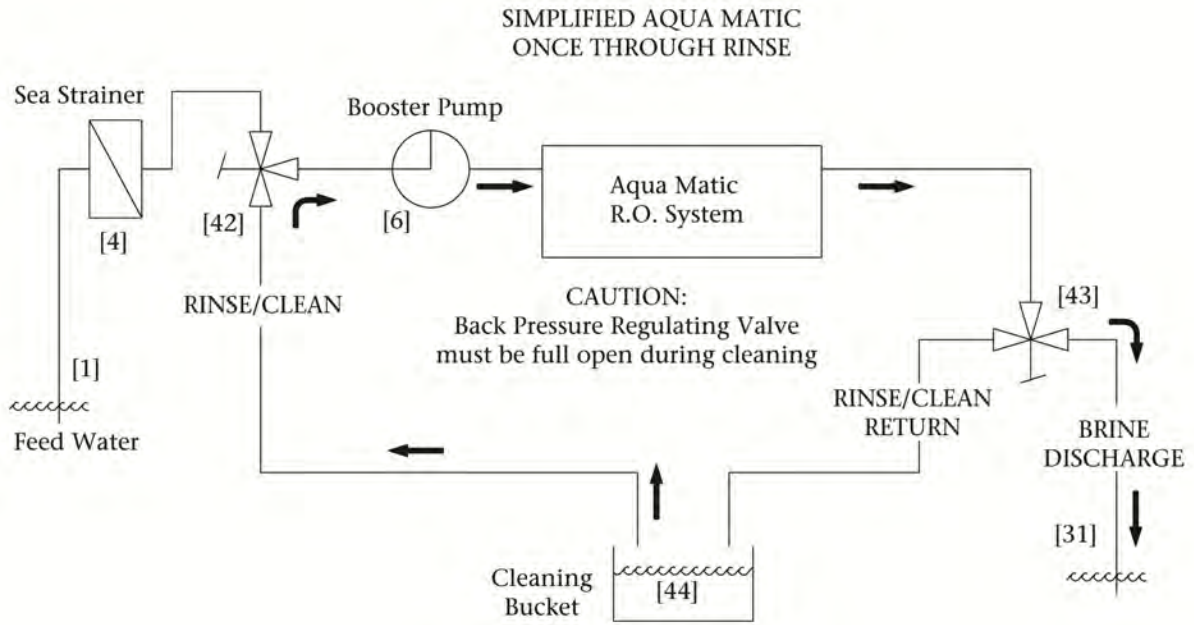 SIMPLIFIED AQUA MATIC
ONCE THROUGH RINSE
Sea Strainer
Booster Pump
Aqua Matic
R.O. System
[4]
[42]
[6]
RINSE/CLEAN
CAUTION:
Back Pressure Regulating Valve
must be full open during cleaning
[43]
[1]
Feed Water
RINSE/CLEAN
RETURN
BRINE
DISCHARGE
[31]
Cleaning
Bucket
[44]